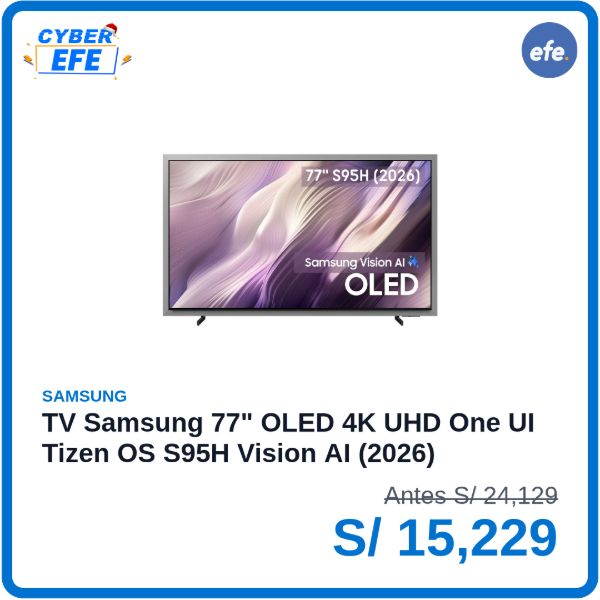 CYBER
EFE
efe.
77" S95H (2026)
Samsung Vision AI
OLED
SAMSUNG
TV Samsung 77" OLED 4K UHD One UI
Tizen OS S95H Vision AI (2026)
Antes S/ 24,129
S/ 15,229